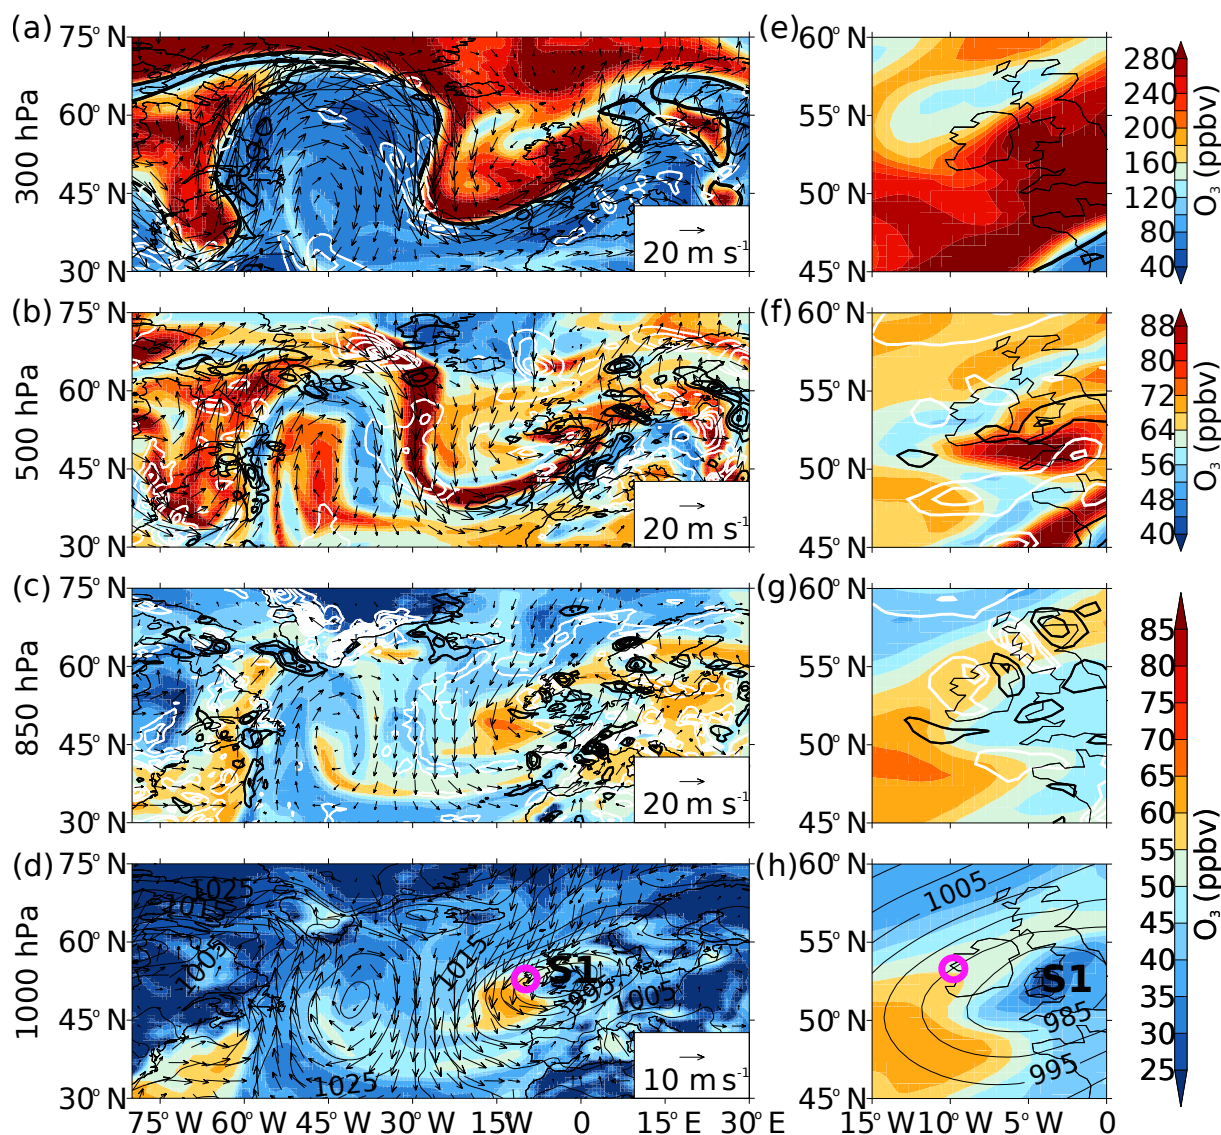 (a)
75° N
60° N
45° N
30° N
300 hPa
20 m s⁻¹
(e)
60° N
55° N
50° N
45° N
280
240
200
160
120
80
40
O₃ (ppbv)
(b)
75° N
60° N
45° N
30° N
500 hPa
20 m s⁻¹
(f)
60° N
55° N
50° N
45° N
88
80
72
64
56
48
40
O₃ (ppbv)
(c)
75° N
60° N
45° N
30° N
850 hPa
20 m s⁻¹
(g)
60° N
55° N
50° N
45° N
(d)
75° N
60° N
45° N
30° N
1000 hPa
1025
1015
1005
1015
S1
995
1005
1025
10 m s⁻¹
75° W
60° W
45° W
30° W
15° W
0
15° E
30° E
(h)
60° N
55° N
50° N
45° N
1005
S1
985
995
15° W
10° W
5° W
0
85
80
75
70
65
60
55
50
45
40
35
30
25
O₃ (ppbv)